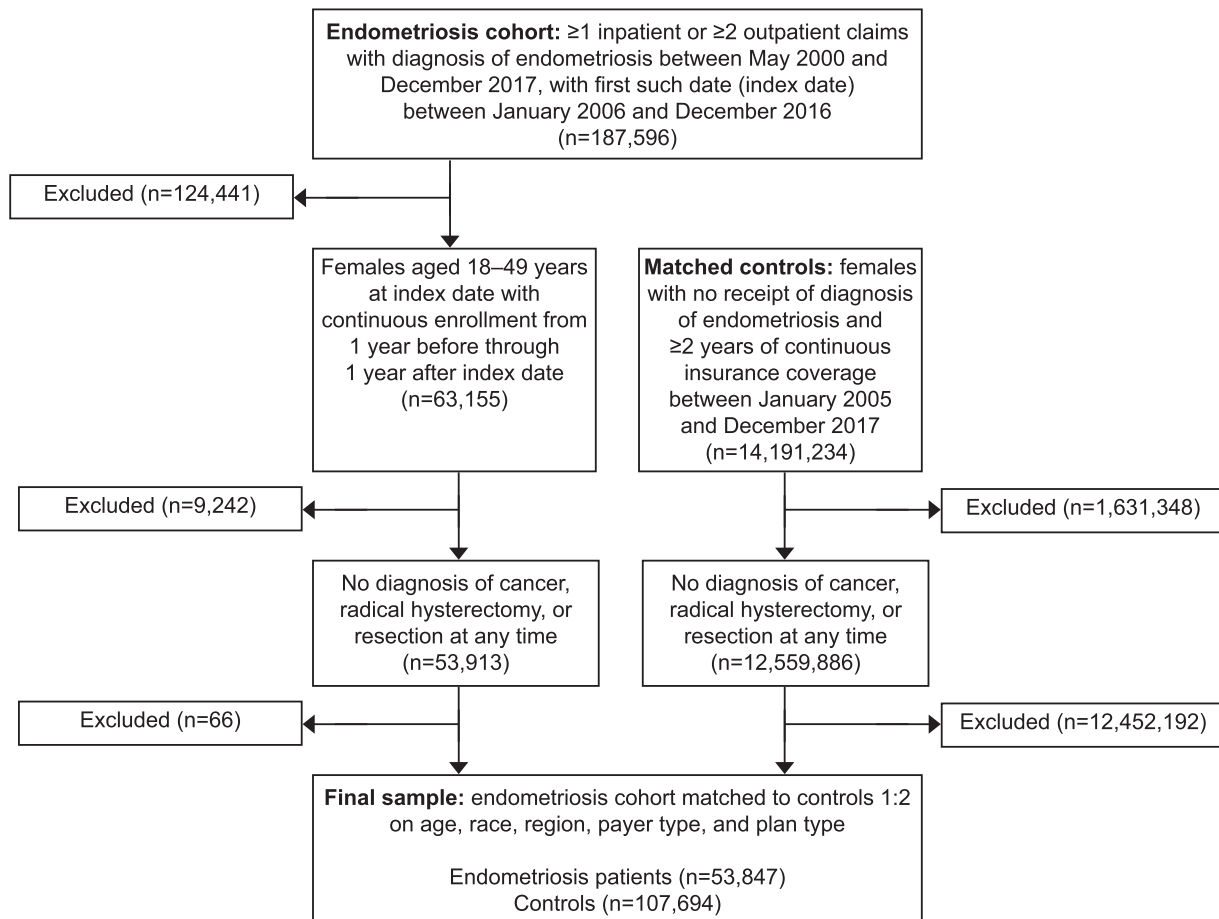 Endometriosis cohort: ≥1 inpatient or ≥2 outpatient claims
with diagnosis of endometriosis between May 2000 and
December 2017, with first such date (index date)
between January 2006 and December 2016
(n=187,596)
Excluded (n=124,441)
Females aged 18–49 years
at index date with
continuous enrollment from
1 year before through
1 year after index date
(n=63,155)
Matched controls: females
with no receipt of diagnosis
of endometriosis and
≥2 years of continuous
insurance coverage
between January 2005
and December 2017
(n=14,191,234)
Excluded (n=9,242)
Excluded (n=1,631,348)
No diagnosis of cancer,
radical hysterectomy, or
resection at any time
(n=53,913)
No diagnosis of cancer,
radical hysterectomy, or
resection at any time
(n=12,559,886)
Excluded (n=66)
Excluded (n=12,452,192)
Final sample: endometriosis cohort matched to controls 1:2
on age, race, region, payer type, and plan type
Endometriosis patients (n=53,847)
Controls (n=107,694)